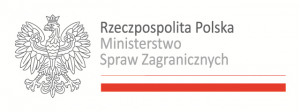 Rzeczpospolita Polska
Ministerstwo
Spraw Zagranicznych